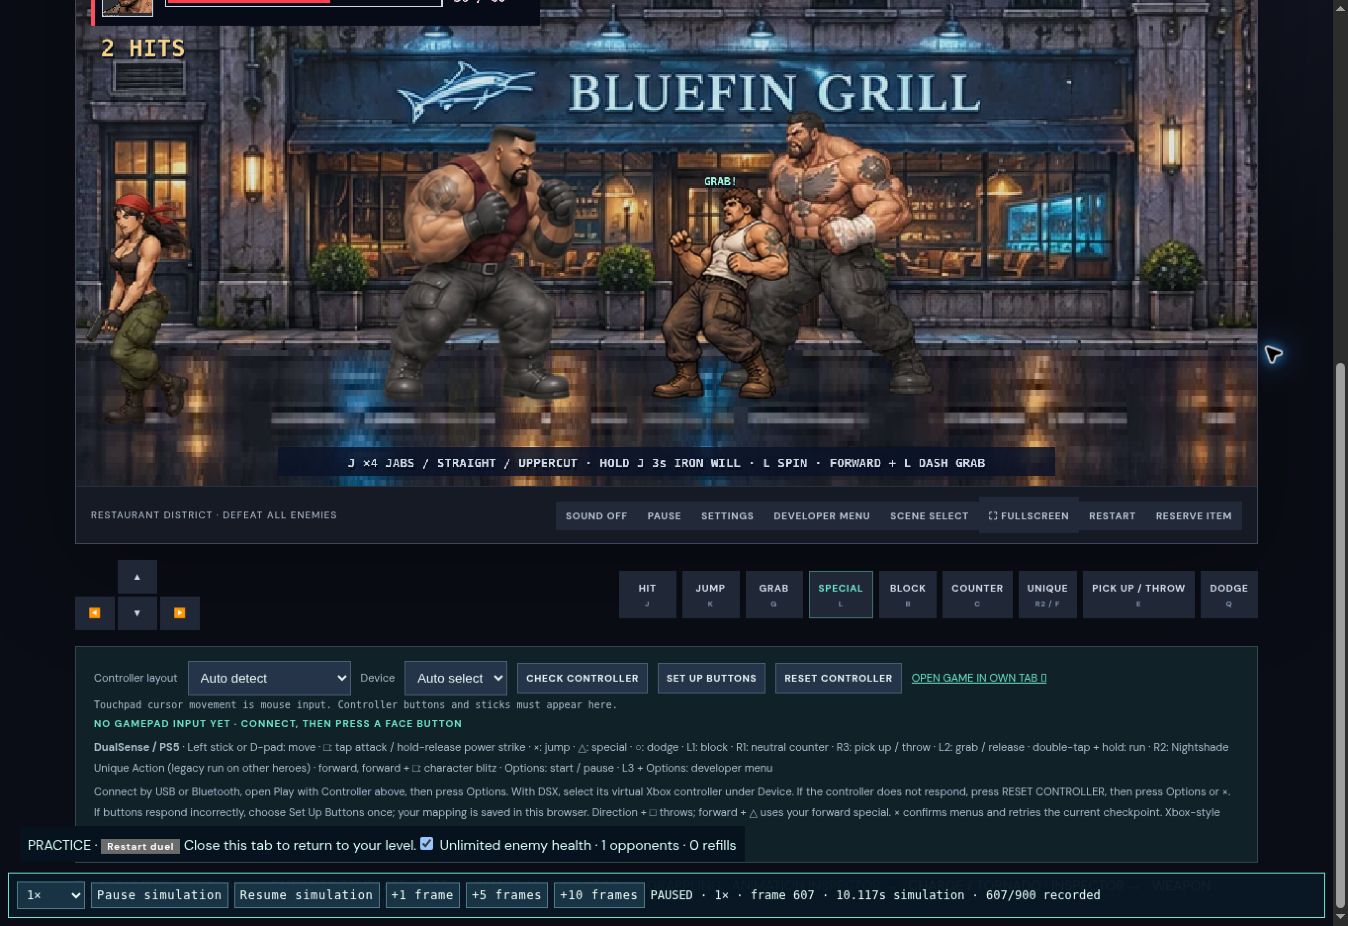 2 HITS
BLUEFIN GRILL
GRAB!
J ×4 JABS / STRAIGHT / UPPERCUT · HOLD J 3s IRON WILL · L SPIN · FORWARD + L DASH GRAB
RESTAURANT DISTRICT · DEFEAT ALL ENEMIES
SOUND OFF PAUSE SETTINGS DEVELOPER MENU SCENE SELECT FULLSCREEN RESTART RESERVE ITEM
HIT JUMP GRAB SPECIAL BLOCK COUNTER UNIQUE PICK UP / THROW DODGE
J K G L B C R2 / F E Q
Controller layout Auto detect Device Auto select CHECK CONTROLLER SET UP BUTTONS RESET CONTROLLER OPEN GAME IN OWN TAB
Touchpad cursor movement is mouse input. Controller buttons and sticks must appear here.
NO GAMEPAD INPUT YET · CONNECT, THEN PRESS A FACE BUTTON
DualSense / PS5 · Left stick or D-pad: move · □: tap attack / hold-release power strike · ×: jump · △: special · ○: dodge · L1: block · R1: neutral counter · R3: pick up / throw · L2: grab / release · double-tap + hold: run · R2: Nightshade
Unique Action (legacy run on other heroes) · forward, forward + □: character blitz · Options: start / pause · L3 + Options: developer menu
Connect by USB or Bluetooth, open Play with Controller above, then press Options. With DSX, select its virtual Xbox controller under Device. If the controller does not respond, press RESET CONTROLLER, then press Options or ×.
If buttons respond incorrectly, choose Set Up Buttons once; your mapping is saved in this browser. Direction + □ throws; forward + △ uses your forward special. × confirms menus and retries the current checkpoint. Xbox-style
PRACTICE · Restart duel Close this tab to return to your level. Unlimited enemy health · 1 opponents · 0 refills
1× Pause simulation Resume simulation +1 frame +5 frames +10 frames PAUSED · 1× · frame 607 · 10.117s simulation · 607/900 recorded
WEAPON